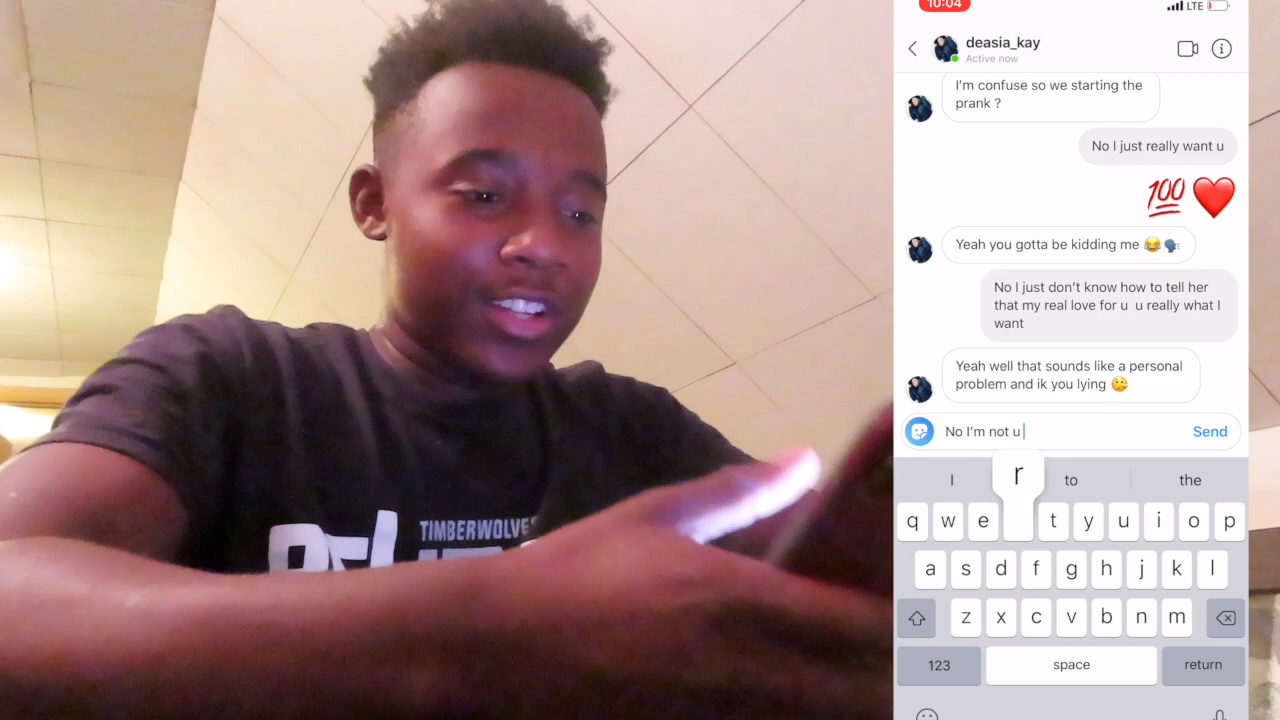 10:04
LTE
deasia_kay
Active now
I'm confuse so we starting the
prank ?
No I just really want u
💯❤️
Yeah you gotta be kidding me 😂🗣
No I just don't know how to tell her
that my real love for u u really what I
want
Yeah well that sounds like a personal
problem and ik you lying 🤥
No I'm not u
Send
I
r
to
the
q w e t y u i o p
a s d f g h j k l
z x c v b n m
123
space
return
TIMBERWOLVES